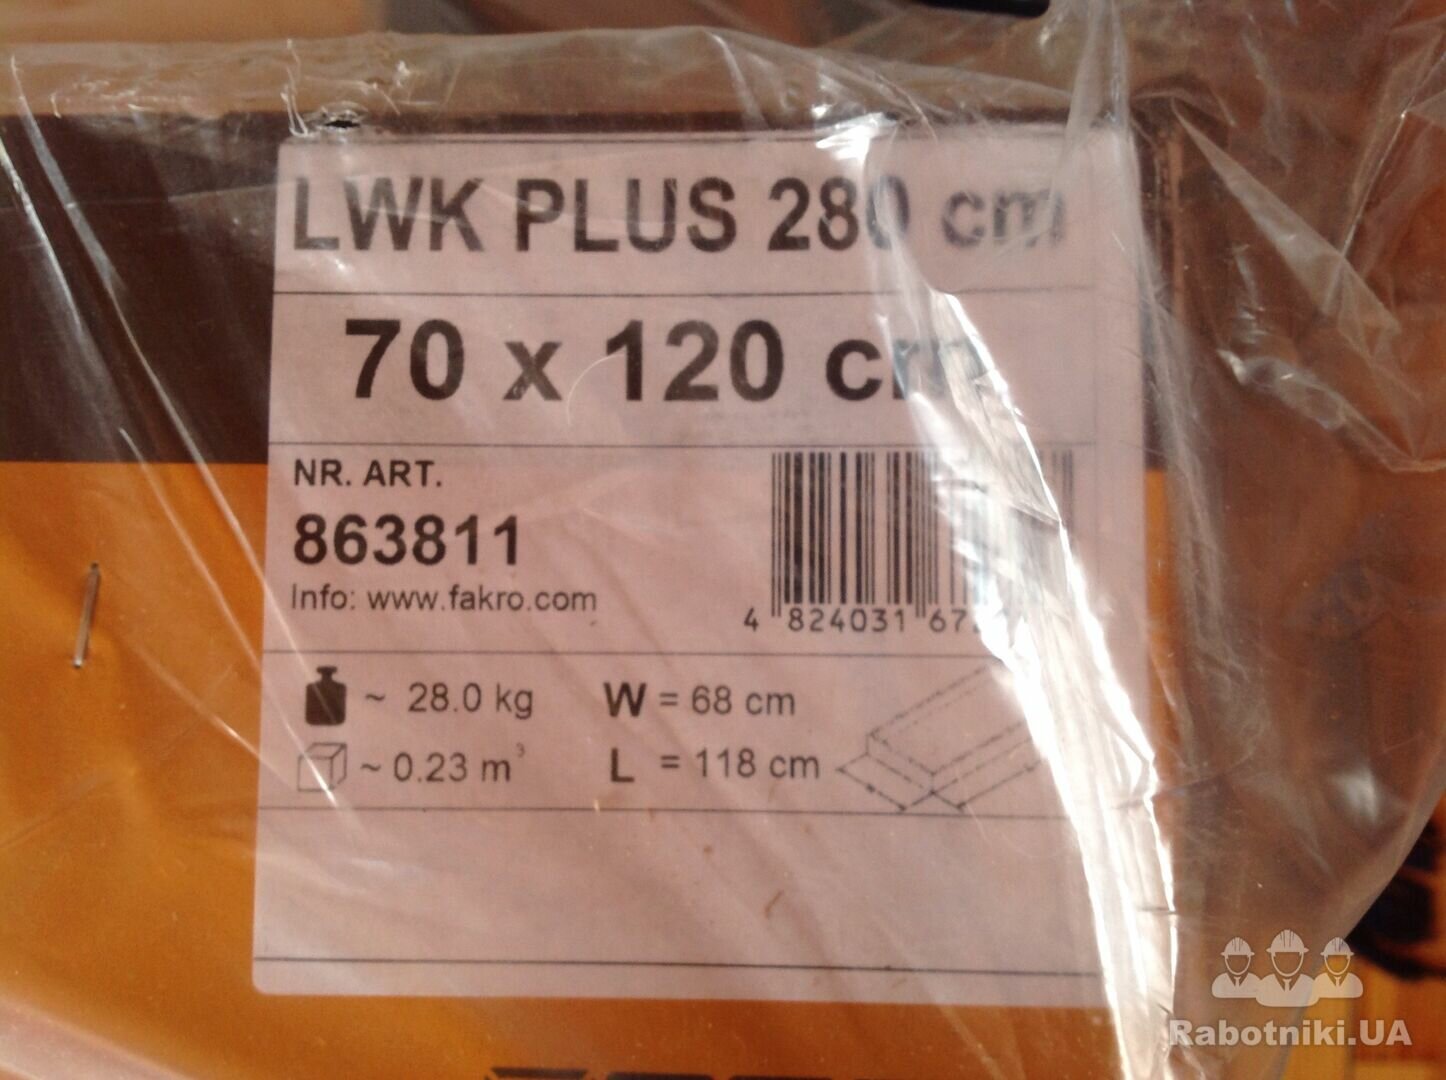 LWK PLUS 280 cm
70 x 120 cm
NR. ART.
863811
Info: www.fakro.com
4 824031
~ 28.0 kg
W = 68 cm
~ 0.23 m³
L = 118 cm
Rabotniki.UA